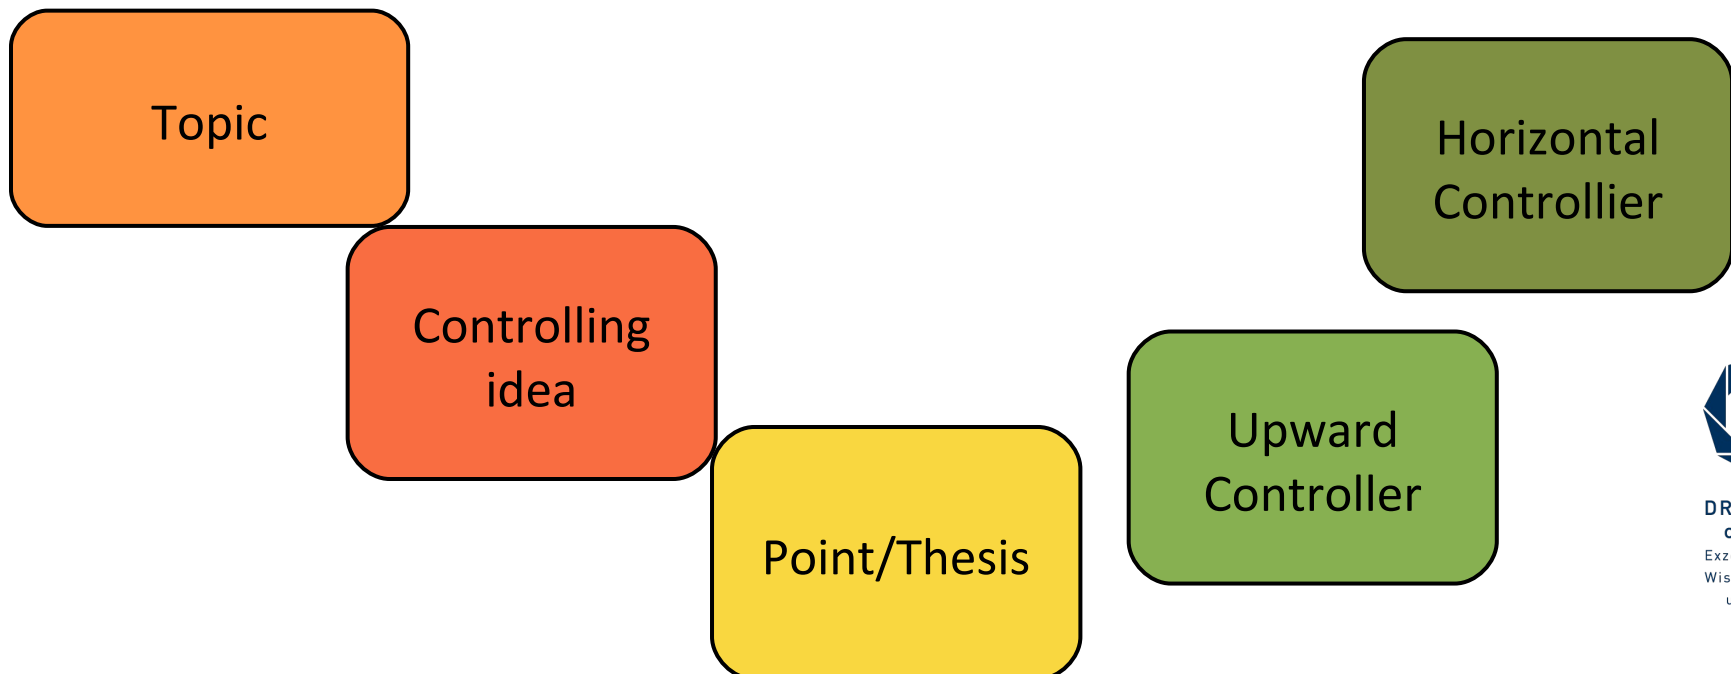 Topic
Controlling
idea
Point/Thesis
Upward
Controller
Horizontal
Controllier